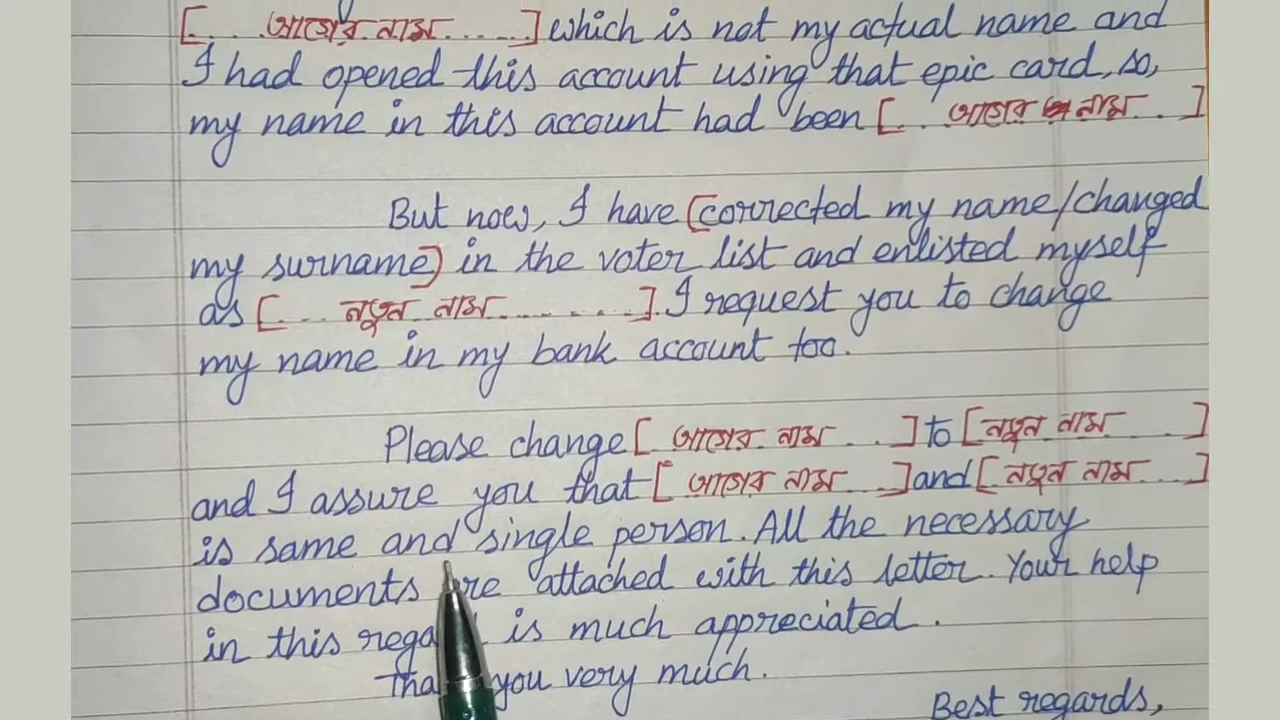 [. . . আগের নাম . . . . . .] which is not my actual name and
I had opened this account using that epic card, so,
my name in this account had been [. . . আগের নাম . . .]
But now, I have [corrected my name/changed
my surname] in the voter list and enlisted myself
as [. . . নতুন নাম . . . . . . . .]. I request you to change
my name in my bank account too.
Please change [. . আগের নাম . . .] to [নতুন নাম . . . . . .]
and I assure you that [. . আগের নাম . . .] and [. . নতুন নাম . . . .]
is same and single person. All the necessary
documents are attached with this letter. Your help
in this is much appreciated.
you very much.
Best regards,